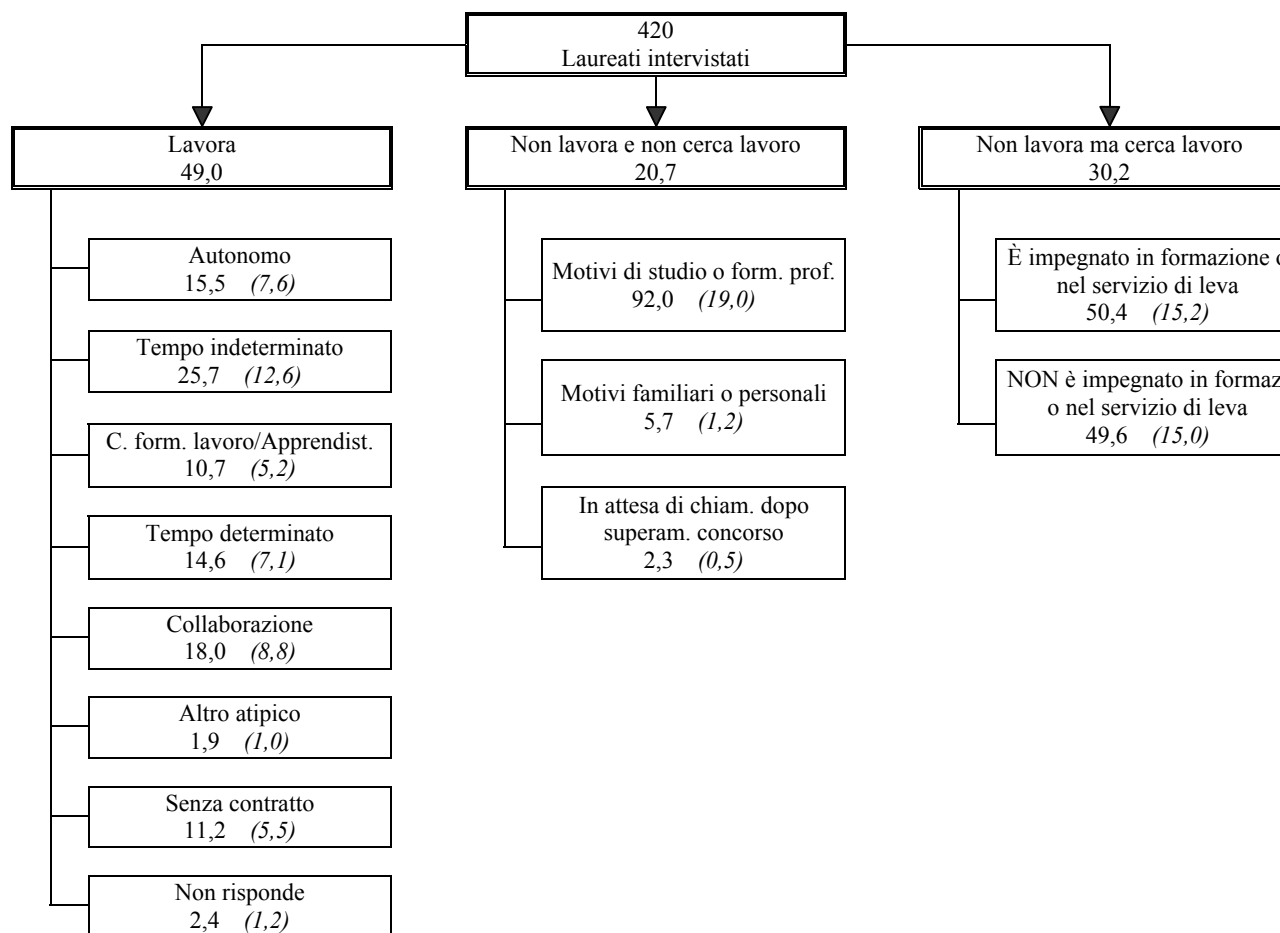 420
Laureati intervistati
Lavora
49,0
Autonomo
15,5 (7,6)
Tempo indeterminato
25,7 (12,6)
C. form. lavoro/Apprendist.
10,7 (5,2)
Tempo determinato
14,6 (7,1)
Collaborazione
18,0 (8,8)
Altro atipico
1,9 (1,0)
Senza contratto
11,2 (5,5)
Non risponde
2,4 (1,2)
Non lavora e non cerca lavoro
20,7
Motivi di studio o form. prof.
92,0 (19,0)
Motivi familiari o personali
5,7 (1,2)
In attesa di chiam. dopo
superam. concorso
2,3 (0,5)
Non lavora ma cerca lavoro
30,2
È impegnato in formazione
nel servizio di leva
50,4 (15,2)
NON è impegnato in
o nel servizio di leva
49,6 (15,0)